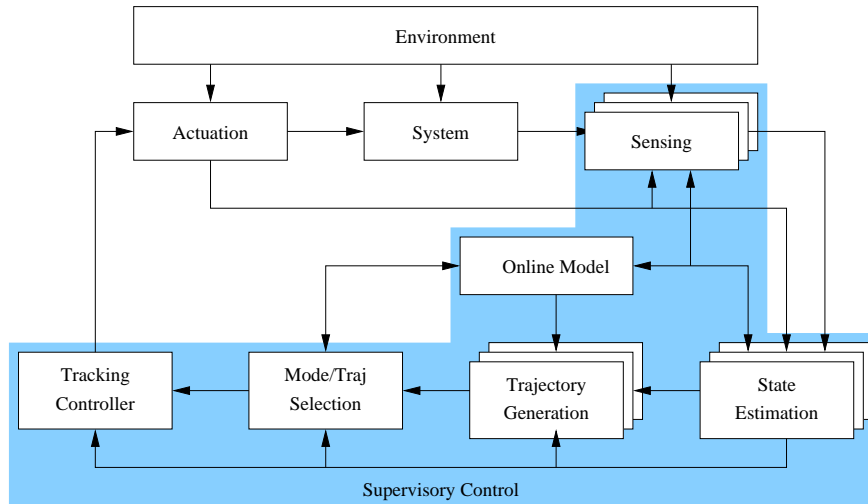 Environment
Actuation
System
Sensing
Online Model
Tracking
Controller
Mode/Traj
Selection
Trajectory
Generation
State
Estimation
Supervisory Control